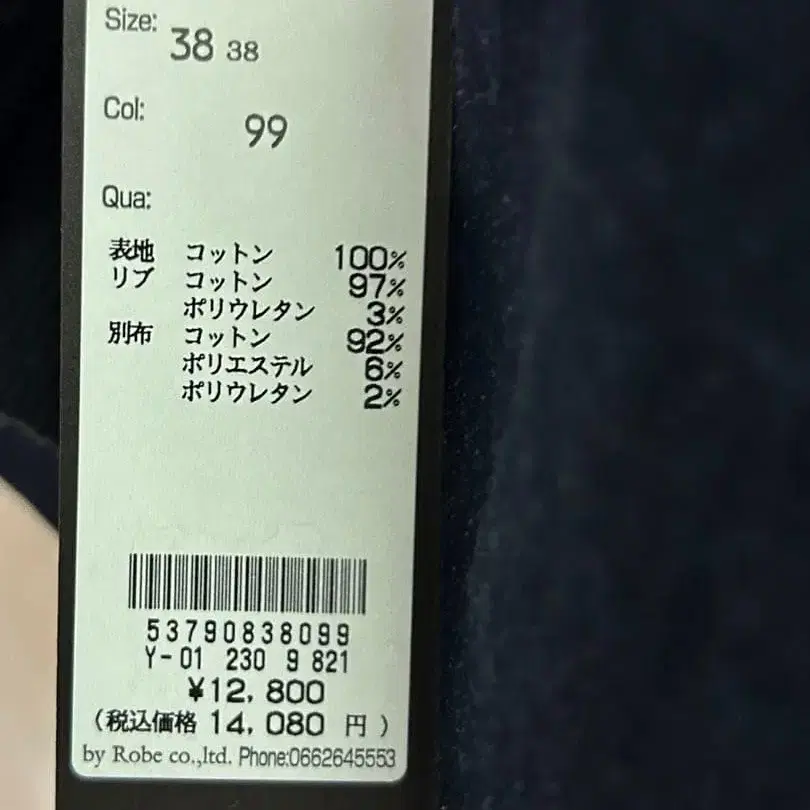 Size: 38 38
Col: 99
Qua:
表地 コットン 100%
リブ コットン 97%
ポリウレタン 3%
別布 コットン 92%
ポリエステル 6%
ポリウレタン 2%
53790838099
Y-01 230 9 821
¥12,800
(税込価格 14,080 円)
by Robe co.,ltd. Phone:0662645553